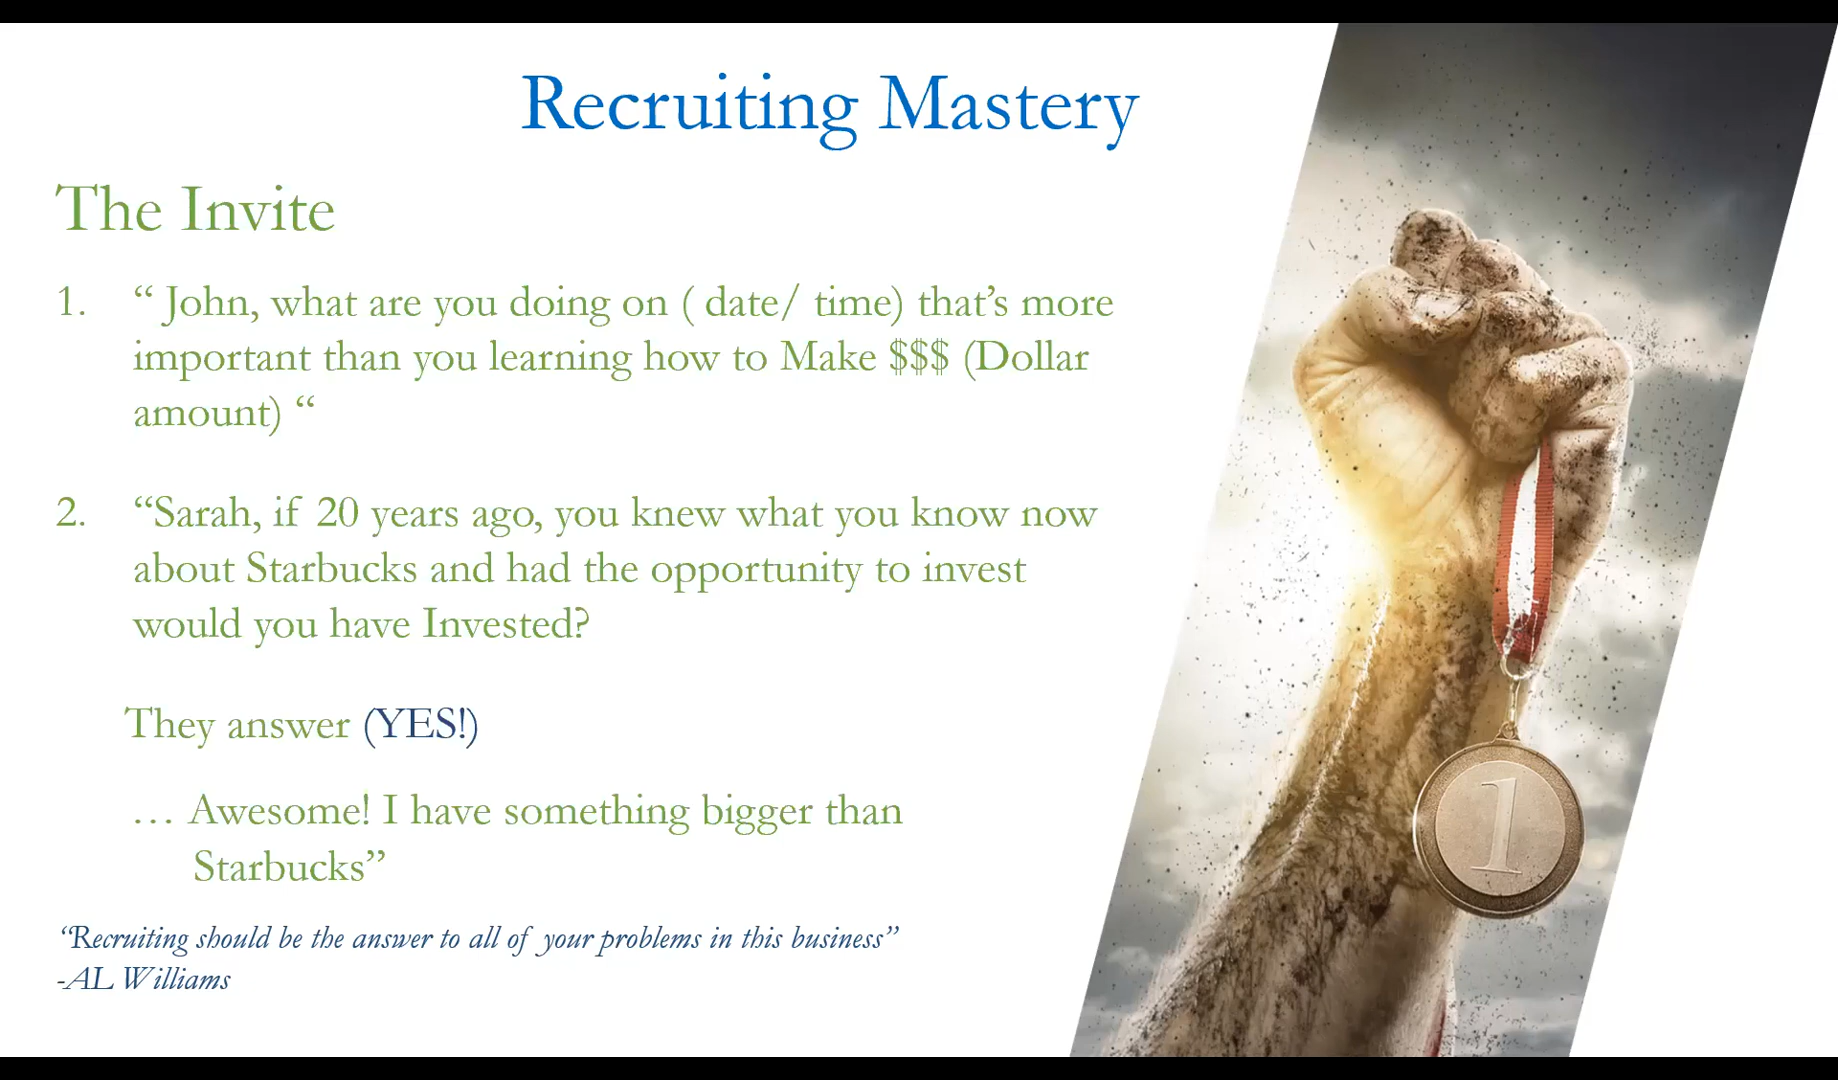 Recruiting Mastery
The Invite
1. “ John, what are you doing on ( date/ time) that’s more
important than you learning how to Make $$$ (Dollar
amount) “
2. “Sarah, if 20 years ago, you knew what you know now
about Starbucks and had the opportunity to invest
would you have Invested?
They answer (YES!)
… Awesome! I have something bigger than
Starbucks”
“Recruiting should be the answer to all of your problems in this business”
-AL Williams
1